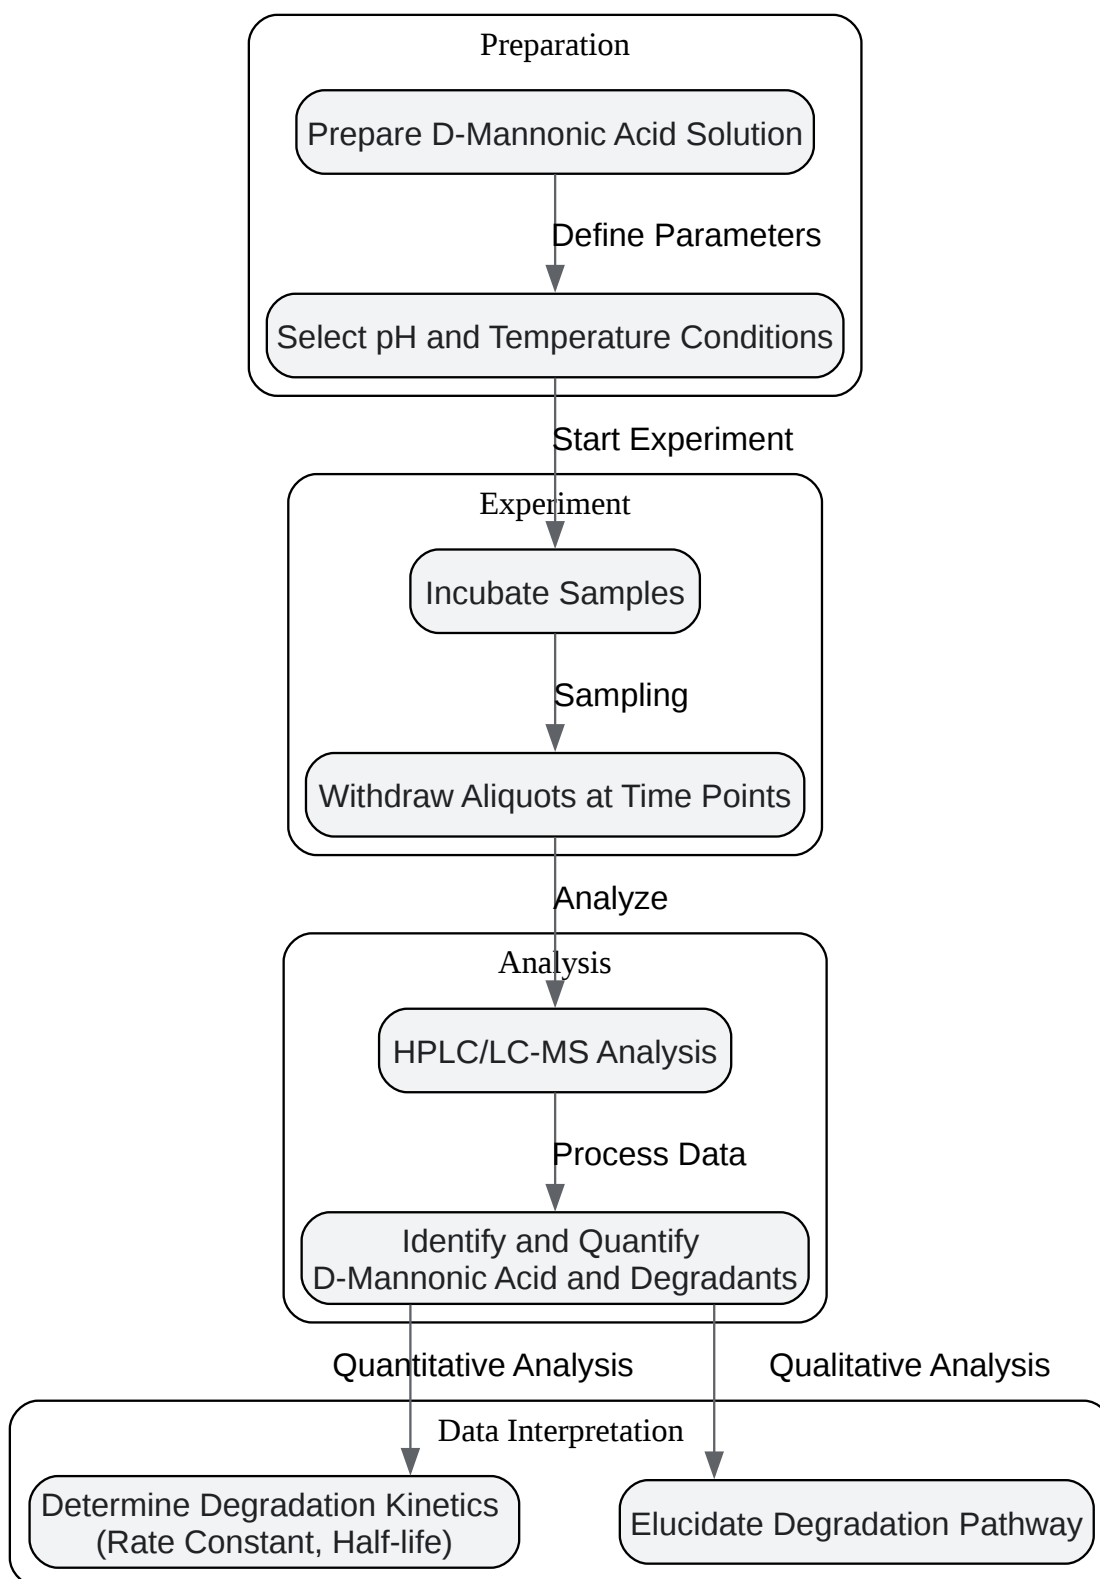 Preparation
Prepare D-Mannonic Acid Solution
Define Parameters
Select pH and Temperature Conditions
Start Experiment
Experiment
Incubate Samples
Sampling
Withdraw Aliquots at Time Points
Analyze
Analysis
HPLC/LC-MS Analysis
Process Data
Identify and Quantify
D-Mannonic Acid and Degradants
Quantitative Analysis
Qualitative Analysis
Data Interpretation
Determine Degradation Kinetics
(Rate Constant, Half-life)
Elucidate Degradation Pathway